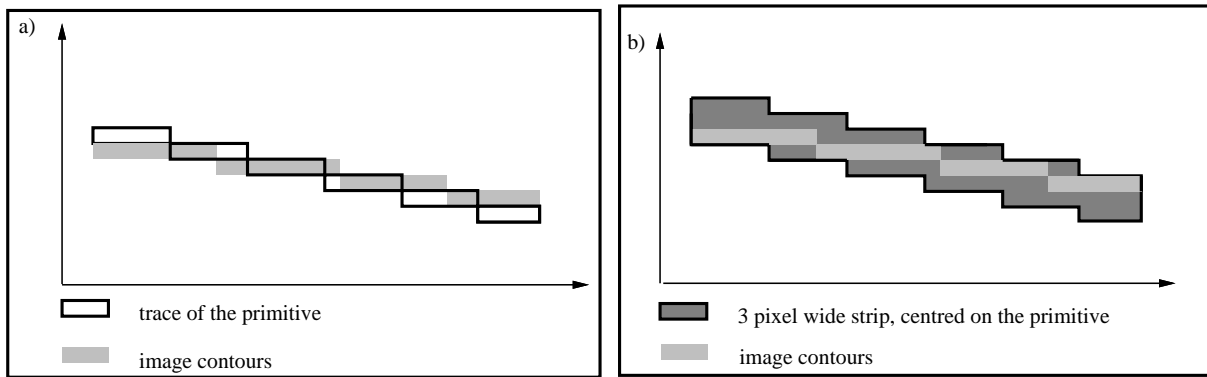 a)
trace of the primitive
image contours
b)
3 pixel wide strip, centred on the primitive
image contours